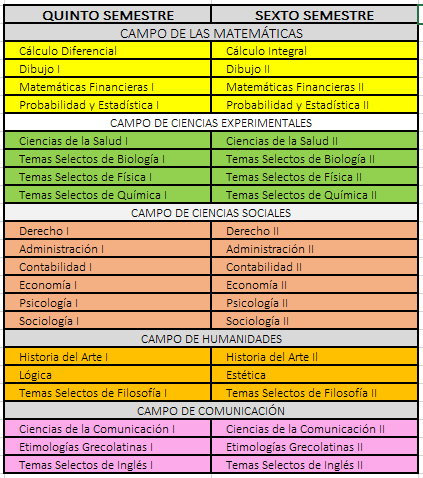 QUINTO SEMESTRE SEXTO SEMESTRE
CAMPO DE LAS MATEMÁTICAS
Cálculo Diferencial Cálculo Integral
Dibujo I Dibujo II
Matemáticas Financieras I Matemáticas Financieras II
Probabilidad y Estadística I Probabilidad y Estadística II
CAMPO DE CIENCIAS EXPERIMENTALES
Ciencias de la Salud I Ciencias de la Salud II
Temas Selectos de Biología I Temas Selectos de Biología II
Temas Selectos de Física I Temas Selectos de Física II
Temas Selectos de Química I Temas Selectos de Química II
CAMPO DE CIENCIAS SOCIALES
Derecho I Derecho II
Administración I Administración II
Contabilidad I Contabilidad II
Economía I Economía II
Psicología I Psicología II
Sociología I Sociología II
CAMPO DE HUMANIDADES
Historia del Arte I Historia del Arte II
Lógica Estética
Temas Selectos de Filosofía I Temas Selectos de Filosofía II
CAMPO DE COMUNICACIÓN
Ciencias de la Comunicación I Ciencias de la Comunicación II
Etimologías Grecolatinas I Etimologías Grecolatinas II
Temas Selectos de Inglés I Temas Selectos de Inglés II